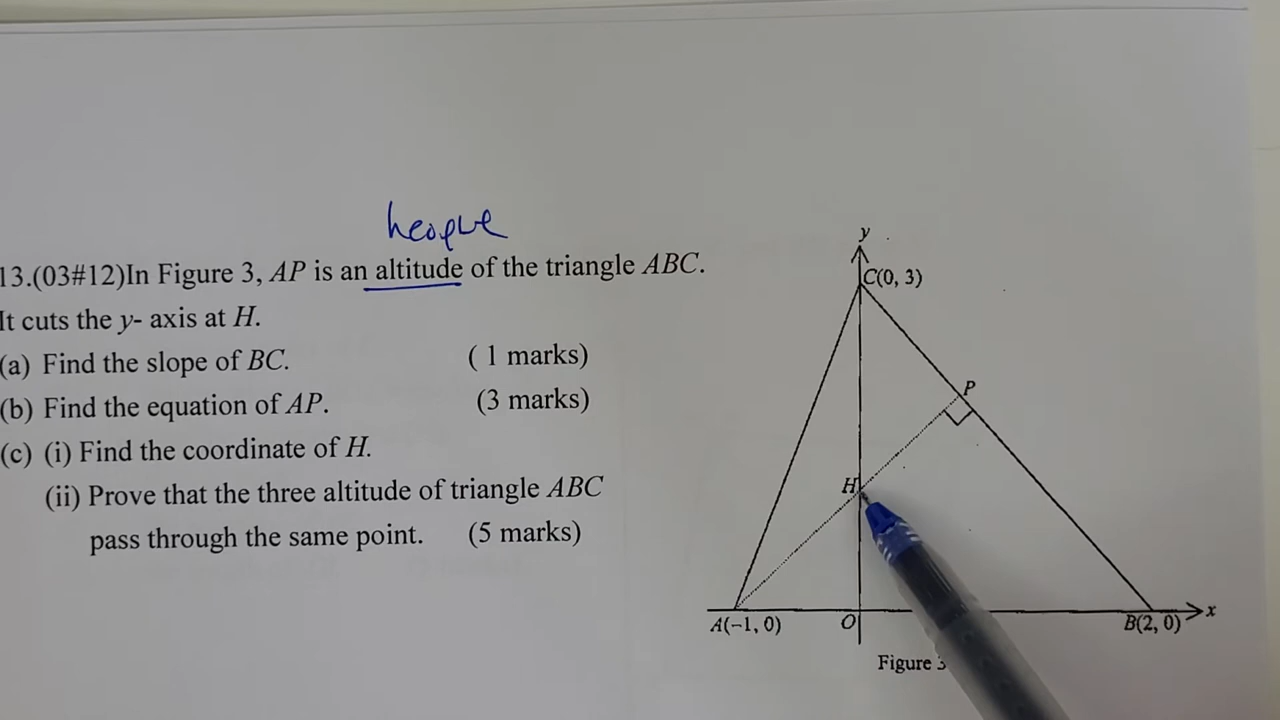 13.(03#12)In Figure 3, AP is an altitude of the triangle ABC.
It cuts the y- axis at H.
(a) Find the slope of BC. ( 1 marks)
(b) Find the equation of AP. (3 marks)
(c) (i) Find the coordinate of H.
(ii) Prove that the three altitude of triangle ABC
pass through the same point. (5 marks)
y
C(0, 3)
P
H
A(−1, 0)
O
B(2, 0)
x
Figure 3